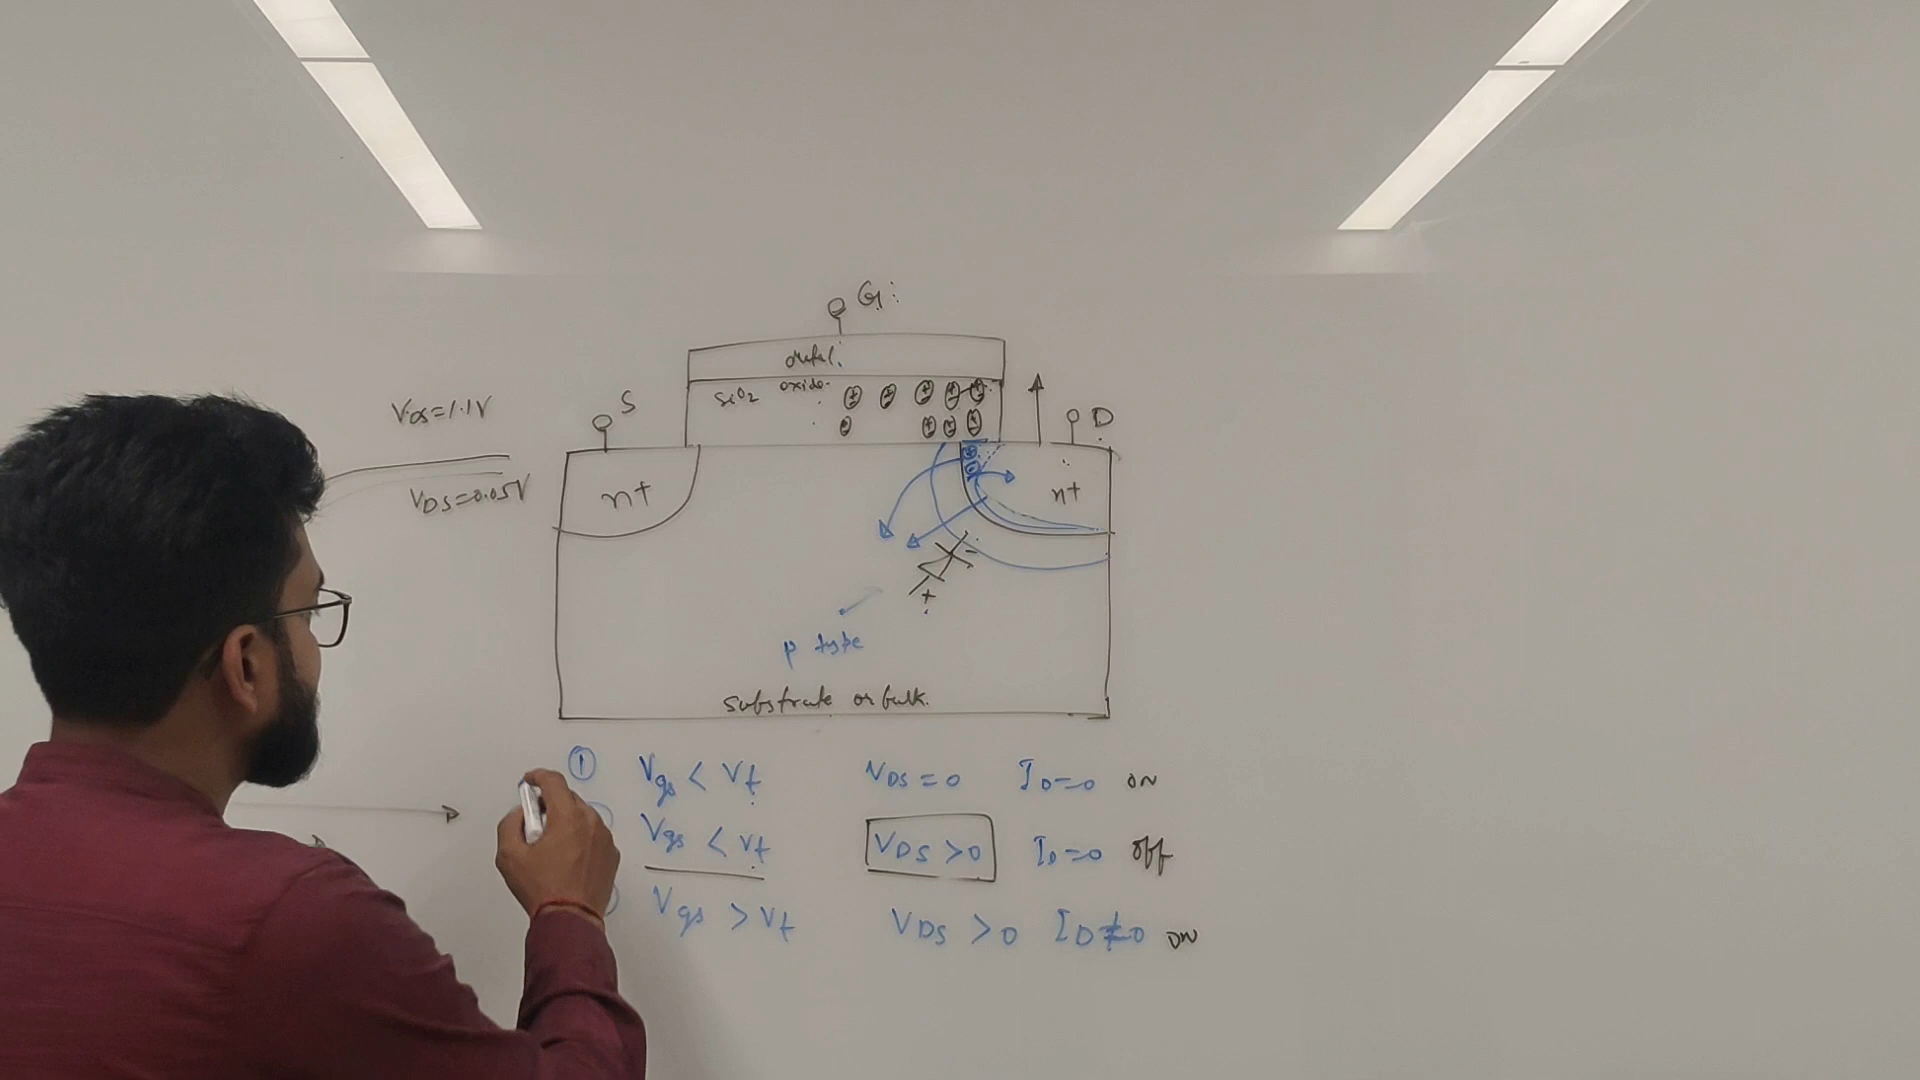 G:
metal.
SiO2 oxide.
S
D
VDS=1.1V
VDS=0.05V
n+
n+
- 
+
p type
substrate or bulk.
① Vgs < Vt VDS = 0 ID=0 on
Vgs < Vt VDS >0 ID=0 off
Vgs > Vt VDS >0 ID≠0 on